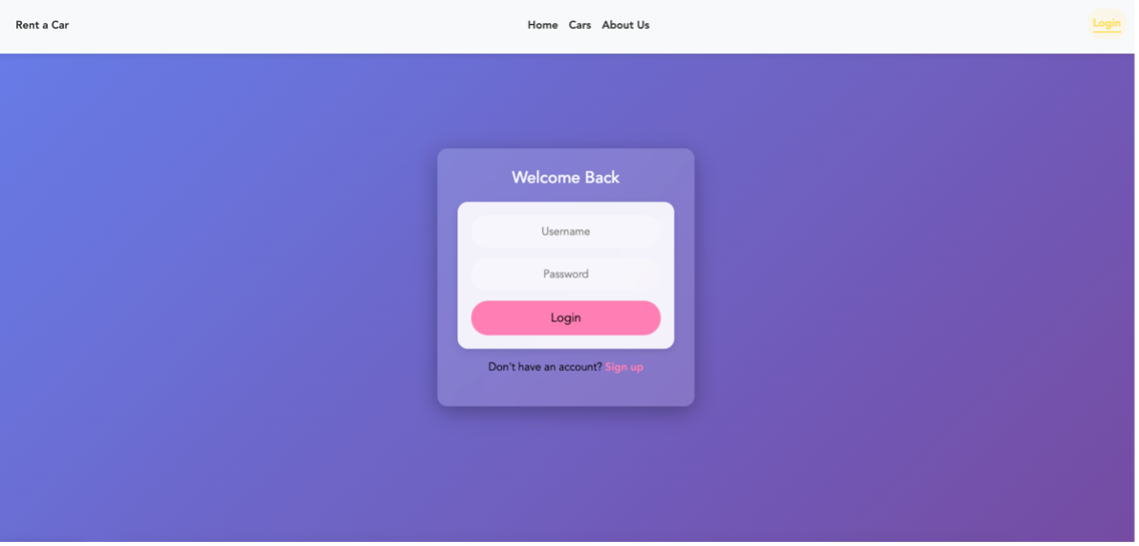 Rent a Car
Home Cars About Us
Login
Welcome Back
Username
Password
Login
Don't have an account? Sign up